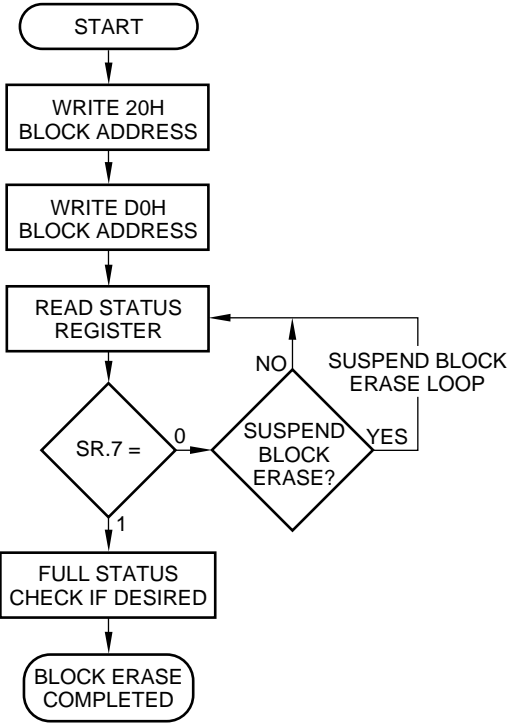 START
WRITE 20H
BLOCK ADDRESS
WRITE D0H
BLOCK ADDRESS
READ STATUS
REGISTER
NO
SUSPEND BLOCK
ERASE LOOP
SR.7 =
0
SUSPEND
BLOCK
ERASE?
YES
1
FULL STATUS
CHECK IF DESIRED
BLOCK ERASE
COMPLETED